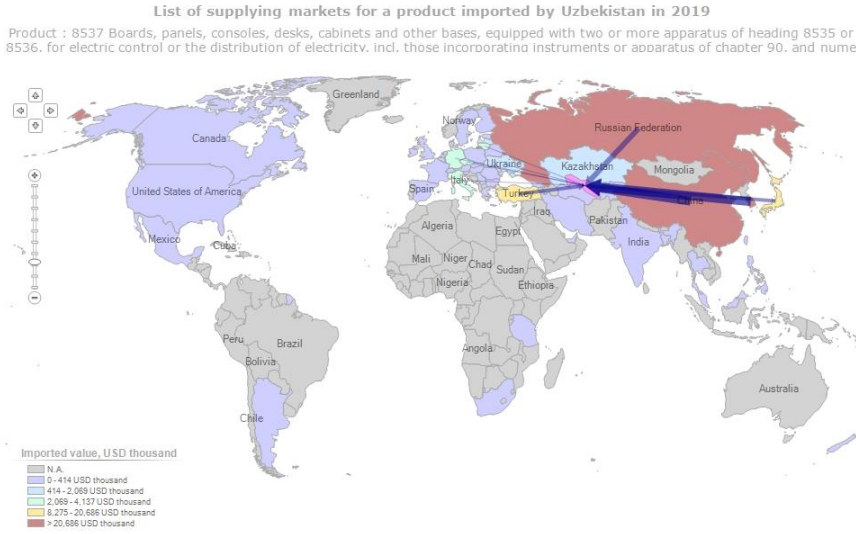 List of supplying markets for a product imported by Uzbekistan in 2019
Product : 8537 Boards, panels, consoles, desks, cabinets and other bases, equipped with two or more apparatus of heading 8535 or
8536, for electric control or the distribution of electricity, incl. those incorporating instruments or apparatus of chapter 90, and nume
Greenland
Norway
Russian Federation
Canada
Ukraine
Kazakhstan
Mongolia
Italy
United States of America
Spain
Turkey
China
Iraq
Pakistan
Algeria
Egypt
India
Mexico
Cuba
Mali
Niger
Chad
Sudan
Nigeria
Ethiopia
Peru
Brazil
Angola
Bolivia
Australia
Chile
Imported value, USD thousand
N.A.
0 - 414 USD thousand
414 - 2,069 USD thousand
2,069 - 4,137 USD thousand
8,275 - 20,686 USD thousand
> 20,686 USD thousand